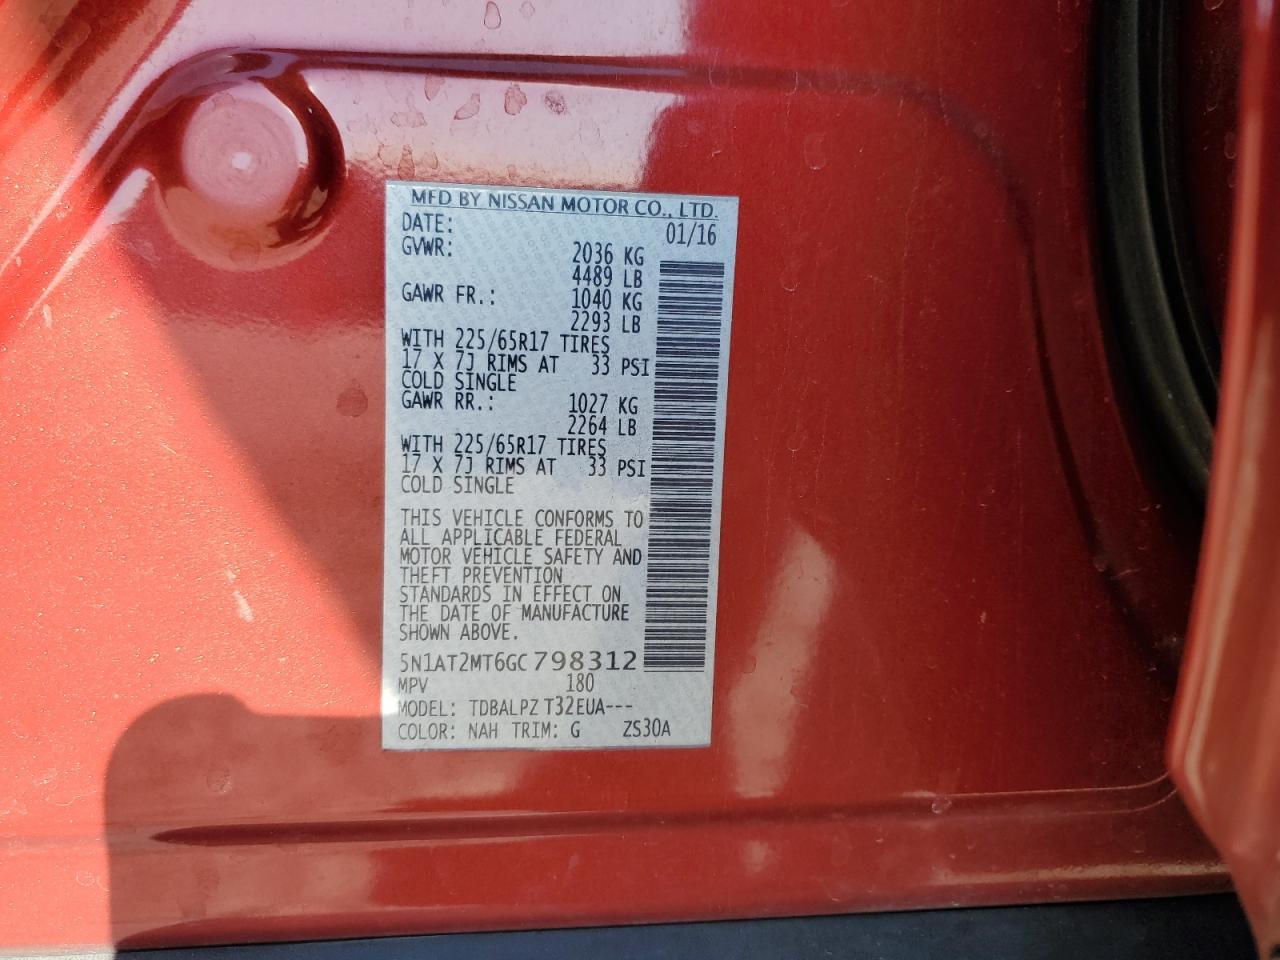 MFD BY NISSAN MOTOR CO., LTD.
DATE: 01/16
GVWR: 2036 KG
4489 LB
GAWR FR.: 1040 KG
2293 LB
WITH 225/65R17 TIRES
17 X 7J RIMS AT 33 PSI
COLD SINGLE
GAWR RR.: 1027 KG
2264 LB
WITH 225/65R17 TIRES
17 X 7J RIMS AT 33 PSI
COLD SINGLE
THIS VEHICLE CONFORMS TO
ALL APPLICABLE FEDERAL
MOTOR VEHICLE SAFETY AND
THEFT PREVENTION
STANDARDS IN EFFECT ON
THE DATE OF MANUFACTURE
SHOWN ABOVE.
5N1AT2MT6GC798312
MPV 180
MODEL: TDBALPZ T32EUA---
COLOR: NAH TRIM: G ZS30A